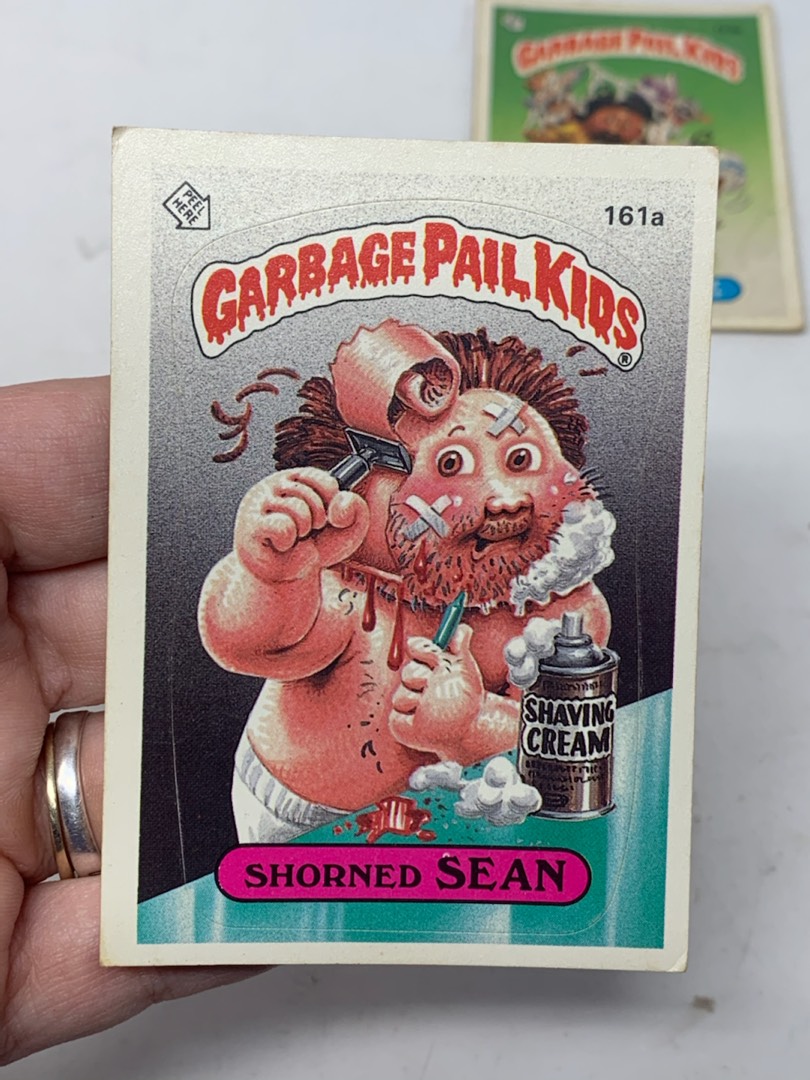 PEEL HERE
161a
GARBAGE PAIL KIDS
®
SHAVING
CREAM
SHORNED SEAN
GARBAGE PAIL KIDS